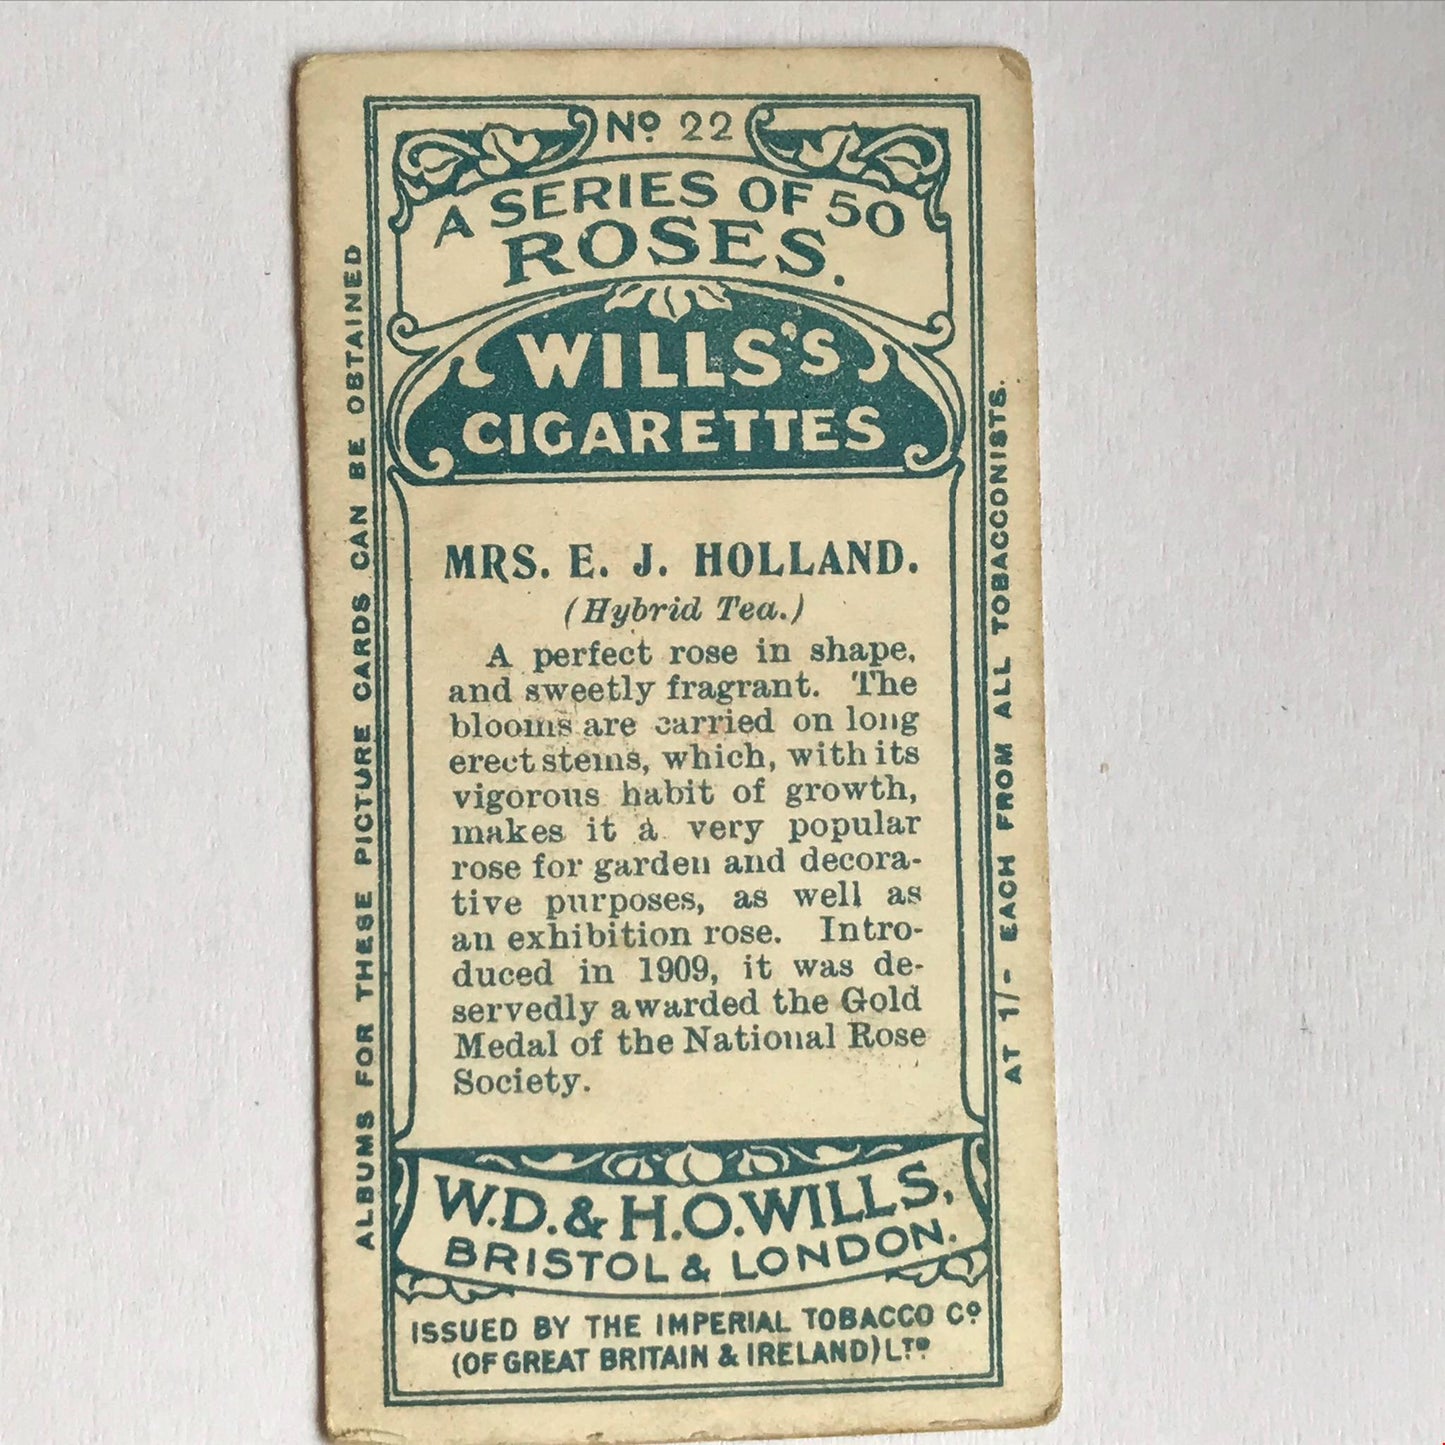 Nº 22
A SERIES OF 50
ROSES.
WILLS'S
CIGARETTES
MRS. E. J. HOLLAND.
(Hybrid Tea.)
A perfect rose in shape,
and sweetly fragrant. The
blooms are carried on long
erect stems, which, with its
vigorous habit of growth,
makes it a very popular
rose for garden and decora-
tive purposes, as well as
an exhibition rose. Intro-
duced in 1909, it was de-
servedly awarded the Gold
Medal of the National Rose
Society.
W.D. & H.O. WILLS,
BRISTOL & LONDON.
ISSUED BY THE IMPERIAL TOBACCO Cº
(OF GREAT BRITAIN & IRELAND) LTD
ALBUMS FOR THESE PICTURE CARDS CAN BE OBTAINED
AT 1/- EACH FROM ALL TOBACCONISTS.